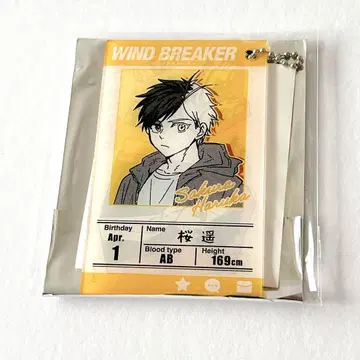 WIND BREAKER
Sakura
Haruka
Birthday
Apr.
1
Name
桜 遥
Blood type
AB
Height
169cm